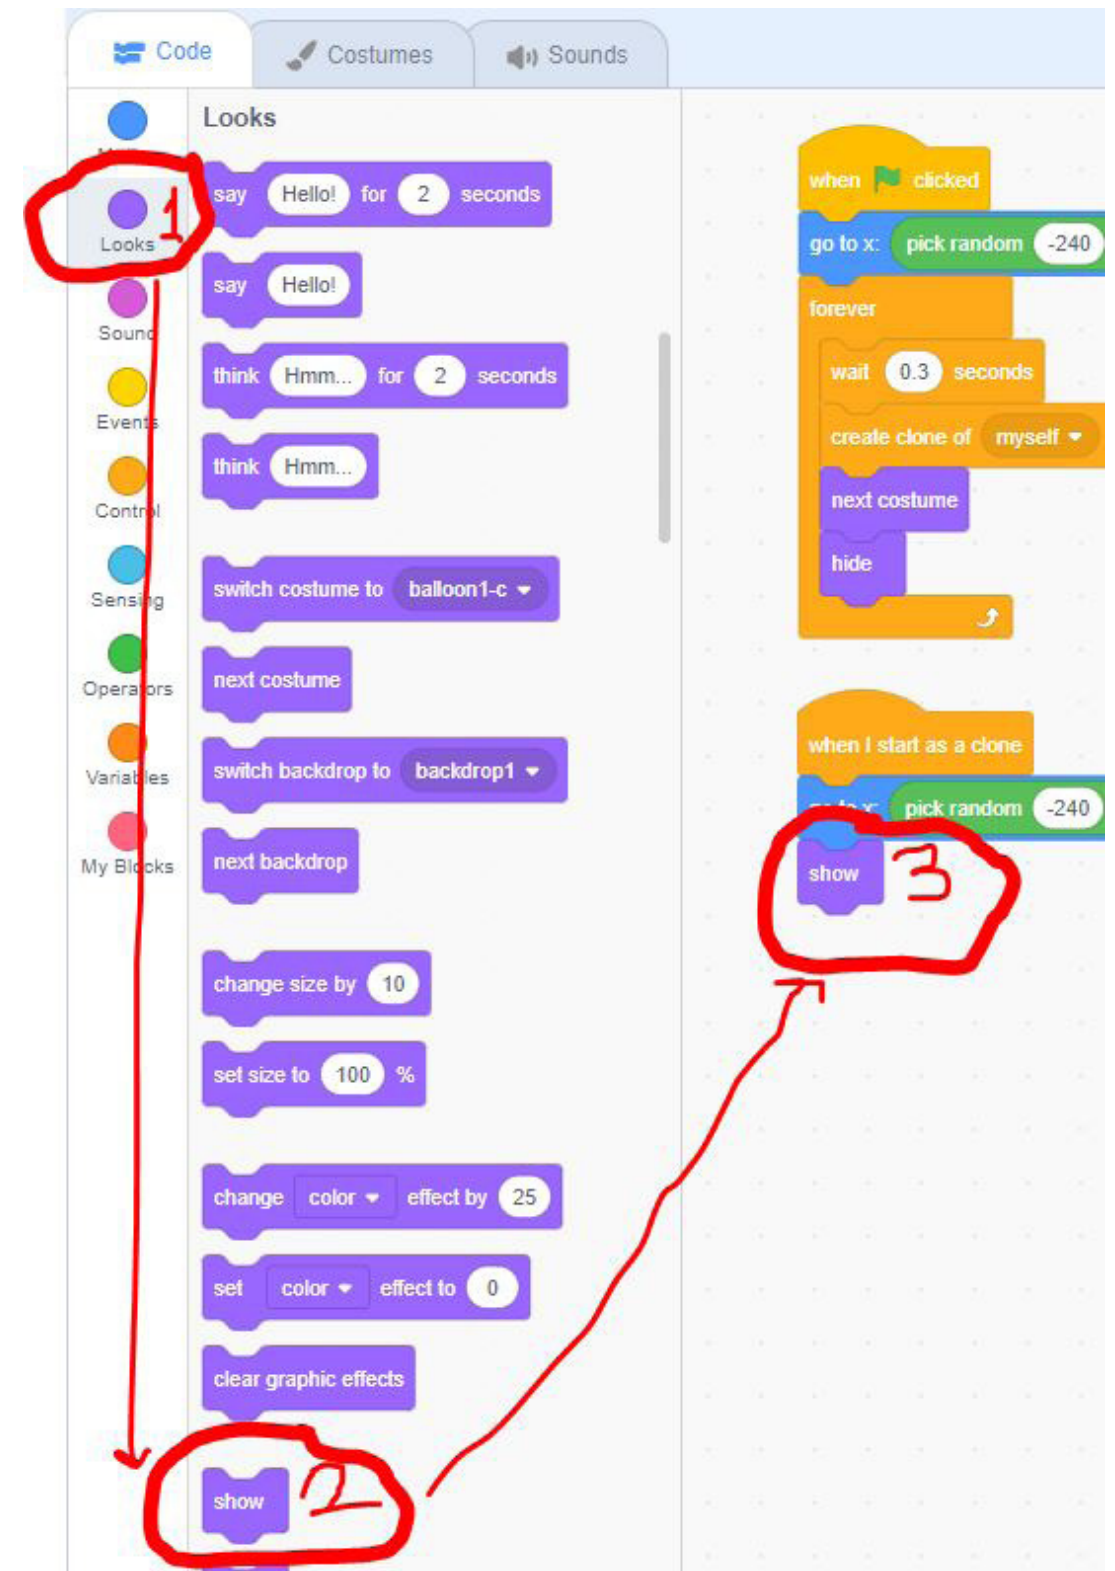 Code Costumes Sounds
Looks
1
Looks
Sound
Events
Control
Sensing
Operators
Variables
My Blocks
say Hello! for 2 seconds
say Hello!
think Hmm... for 2 seconds
think Hmm...
switch costume to balloon1-c
next costume
switch backdrop to backdrop1
next backdrop
change size by 10
set size to 100 %
change color effect by 25
set color effect to 0
clear graphic effects
show 2
when clicked
go to x: pick random -240
forever
wait 0.3 seconds
create clone of myself
next costume
hide
when I start as a clone
go to x: pick random -240
show 3